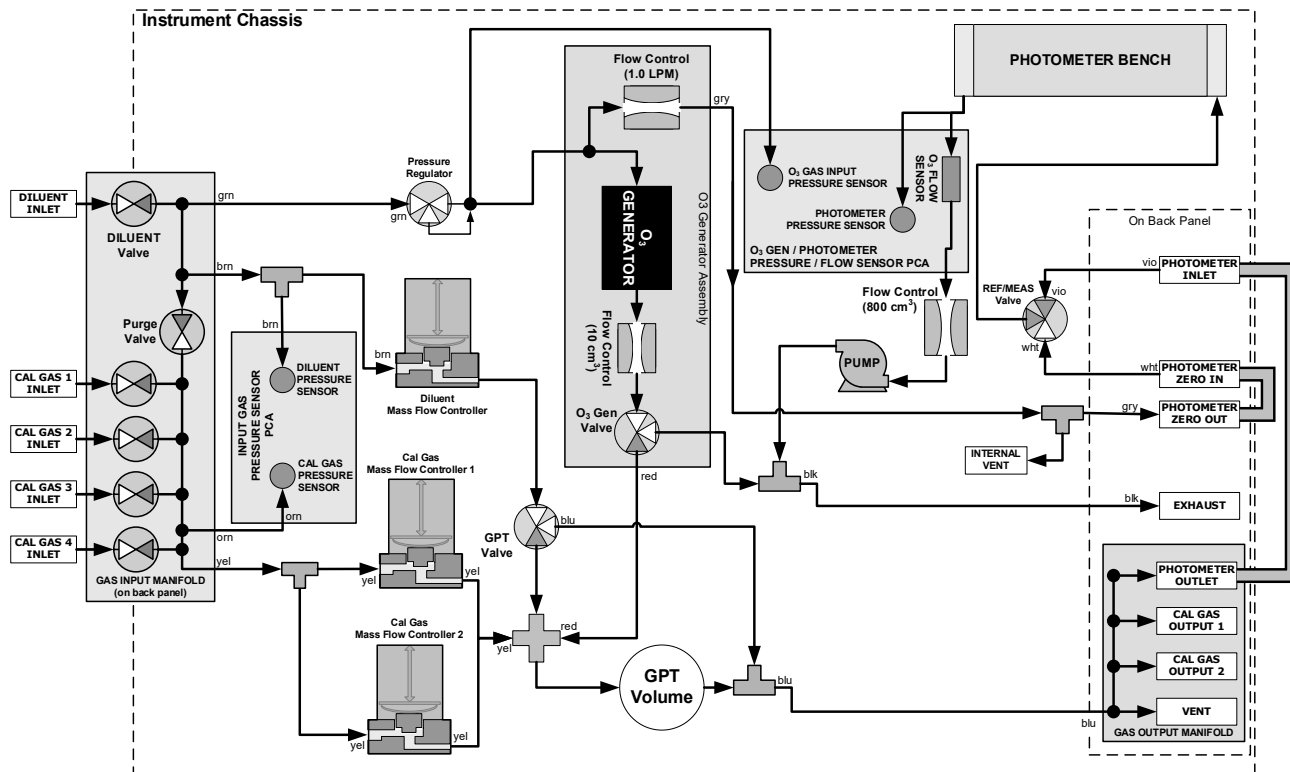 Instrument Chassis
DILUENT
INLET
DILUENT
Valve
grn
Pressure
Regulator
grn
Flow Control
(1.0 LPM)
gry
O₃
GENERATOR
O3 Generator Assembly
Flow Control
(10 cm³)
O₃ Gen
Valve
red
PHOTOMETER BENCH
O₃ GAS INPUT
PRESSURE SENSOR
O₃ FLOW
SENSOR
PHOTOMETER
PRESSURE SENSOR
O₃ GEN / PHOTOMETER
PRESSURE / FLOW SENSOR PCA
Flow Control
(800 cm³)
PUMP
On Back Panel
REF/MEAS
Valve
vio
vio
PHOTOMETER
INLET
wht
wht
PHOTOMETER
ZERO IN
gry
PHOTOMETER
ZERO OUT
INTERNAL
VENT
blk
blk
EXHAUST
brn
Purge
Valve
brn
brn
DILUENT
PRESSURE
SENSOR
INPUT GAS
PRESSURE SENSOR
PCA
CAL GAS
PRESSURE
SENSOR
orn
orn
Diluent
Mass Flow Controller
CAL GAS 1
INLET
CAL GAS 2
INLET
CAL GAS 3
INLET
CAL GAS 4
INLET
yel
GAS INPUT MANIFOLD
(on back panel)
Cal Gas
Mass Flow Controller 1
yel
yel
Cal Gas
Mass Flow Controller 2
yel
yel
GPT
Valve
blu
yel
red
GPT
Volume
blu
blu
PHOTOMETER
OUTLET
CAL GAS
OUTPUT 1
CAL GAS
OUTPUT 2
VENT
GAS OUTPUT MANIFOLD